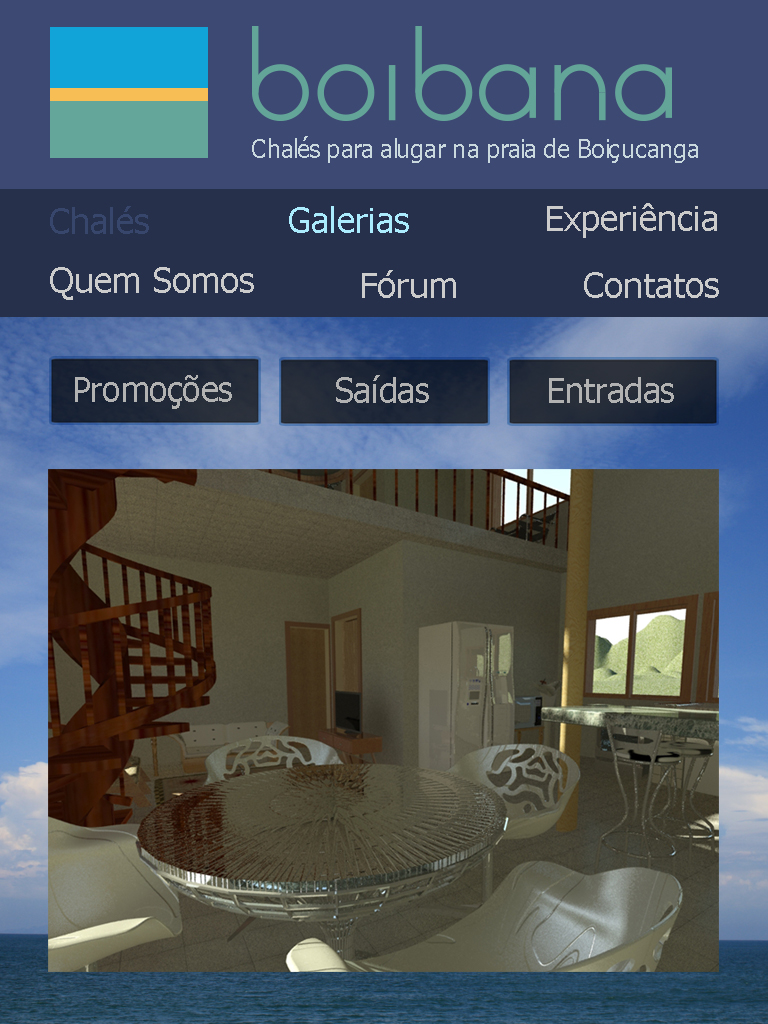 boibana
Chalés para alugar na praia de Boiçucanga
Chalés Galerias Experiência
Quem Somos Fórum Contatos
Promoções Saídas Entradas